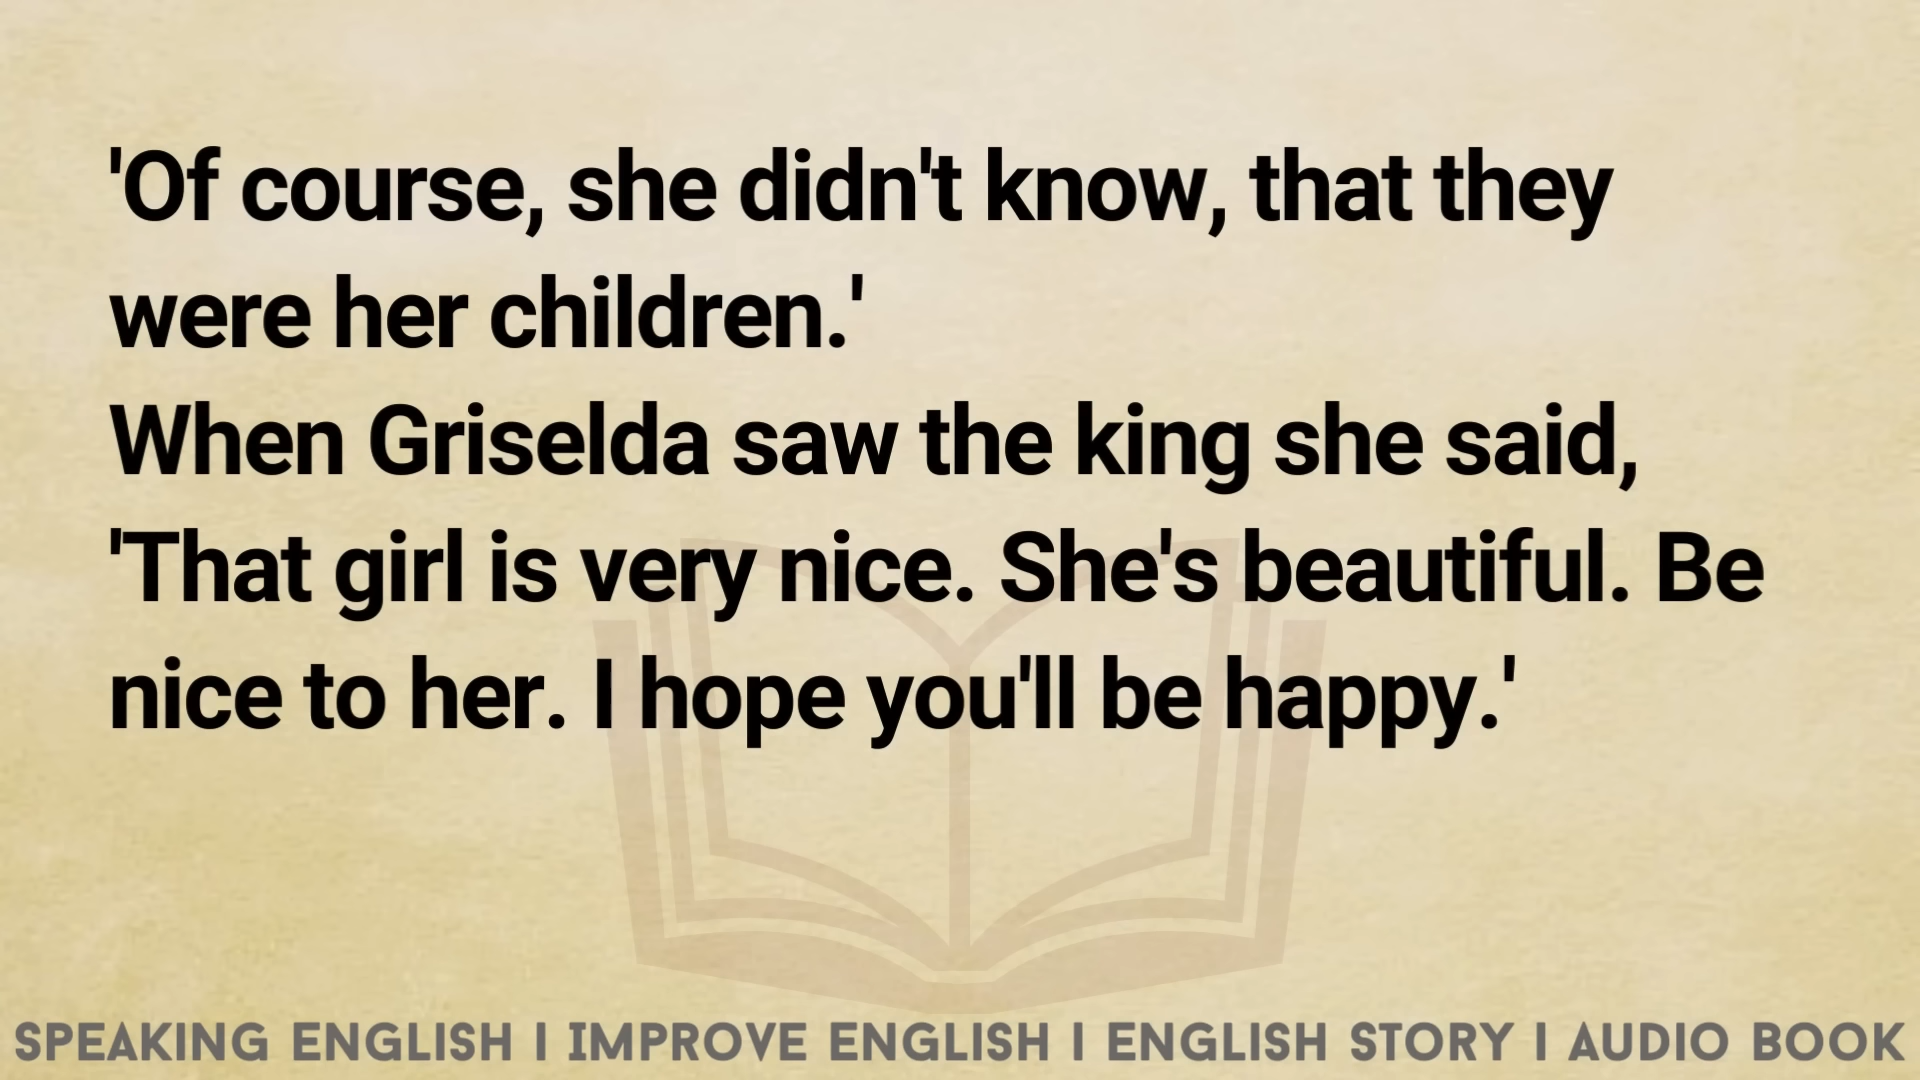 'Of course, she didn't know, that they
were her children.'
When Griselda saw the king she said,
'That girl is very nice. She's beautiful. Be
nice to her. I hope you'll be happy.'
SPEAKING ENGLISH I IMPROVE ENGLISH I ENGLISH STORY I AUDIO BOOK